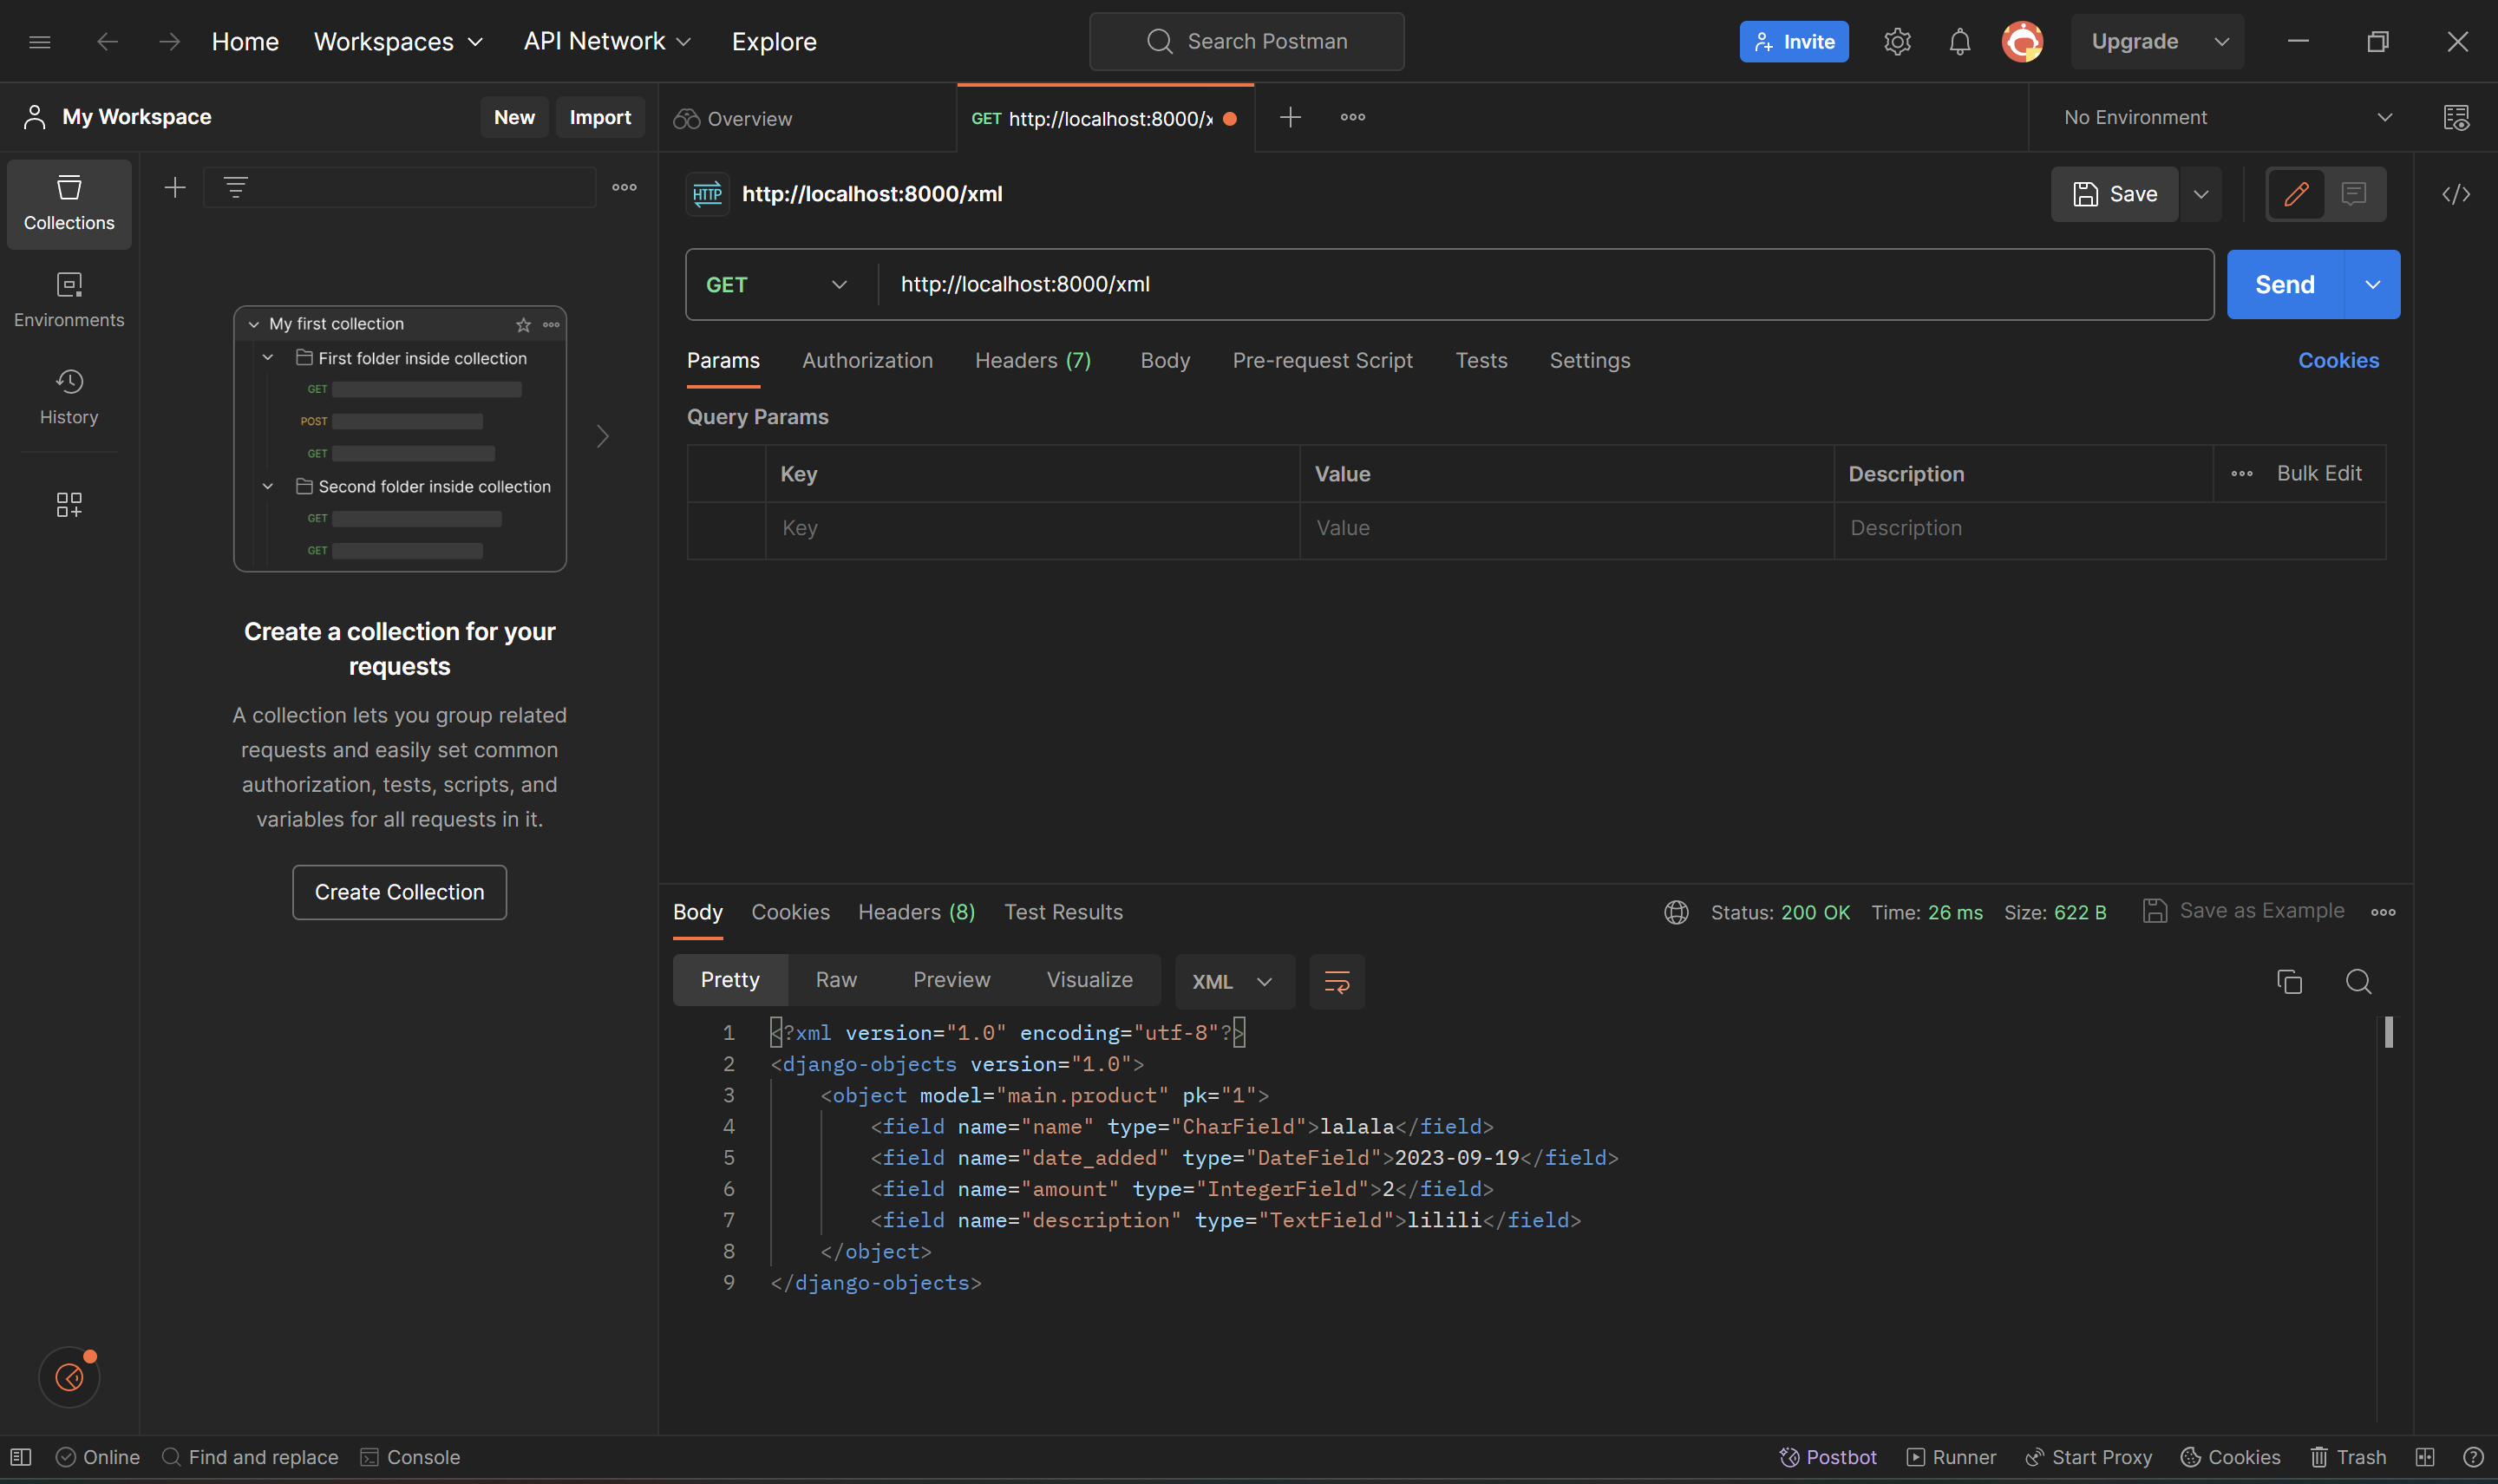 Home Workspaces API Network Explore Search Postman Invite Upgrade
My Workspace New Import Overview GET http://localhost:8000/x No Environment
Collections
Environments
History
My first collection
First folder inside collection
GET
POST
GET
Second folder inside collection
GET
GET
Create a collection for your
requests
A collection lets you group related
requests and easily set common
authorization, tests, scripts, and
variables for all requests in it.
Create Collection
HTTP http://localhost:8000/xml Save </>
GET http://localhost:8000/xml Send
Params Authorization Headers (7) Body Pre-request Script Tests Settings Cookies
Query Params
Key Value Description Bulk Edit
Key Value Description
Body Cookies Headers (8) Test Results Status: 200 OK Time: 26 ms Size: 622 B Save as Example
Pretty Raw Preview Visualize XML
1 <?xml version="1.0" encoding="utf-8"?>
2 <django-objects version="1.0">
3 <object model="main.product" pk="1">
4 <field name="name" type="CharField">lalala</field>
5 <field name="date_added" type="DateField">2023-09-19</field>
6 <field name="amount" type="IntegerField">2</field>
7 <field name="description" type="TextField">lilili</field>
8 </object>
9 </django-objects>
Online Find and replace Console Postbot Runner Start Proxy Cookies Trash